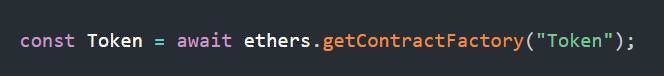 const Token = await ethers.getContractFactory("Token");